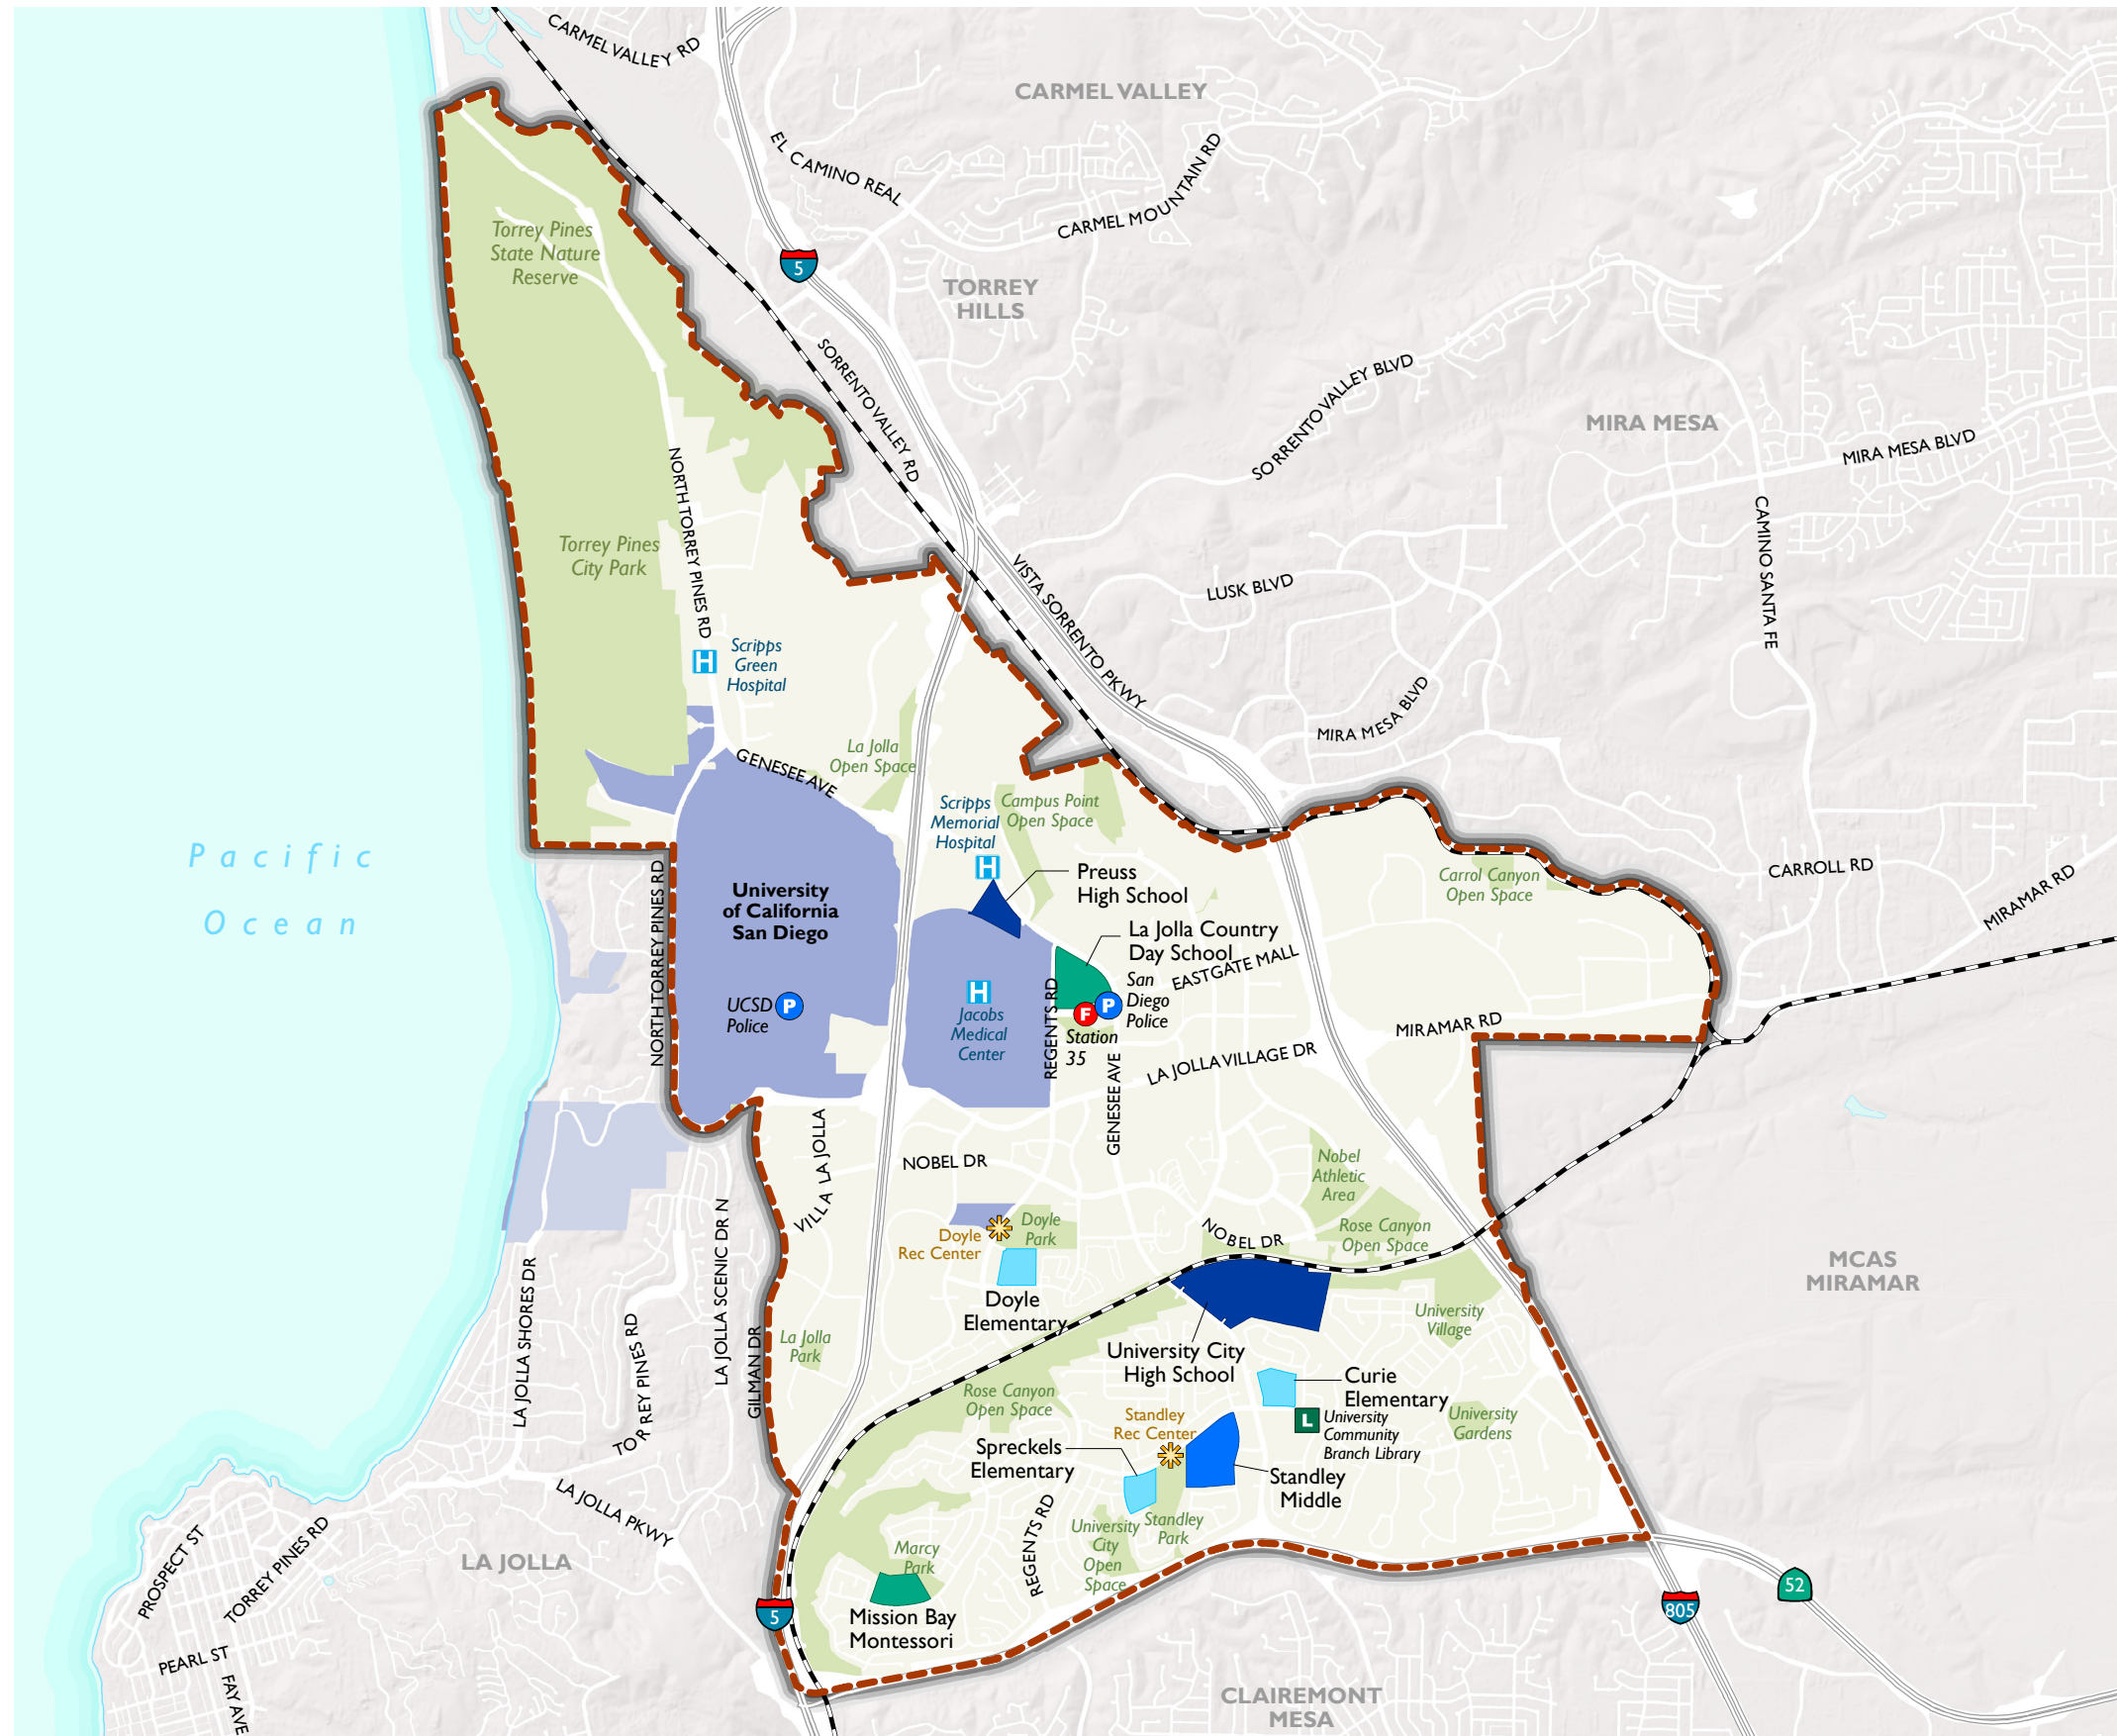 CARMEL VALLEY RD
CARMEL VALLEY
EL CAMINO REAL
CARMEL MOUNTAIN RD
Torrey Pines
State Nature
Reserve
5
TORREY
HILLS
SORRENTO VALLEY RD
SORRENTO VALLEY BLVD
MIRA MESA
MIRA MESA BLVD
NORTH TORREY PINES RD
CAMINO SANTA FE
Torrey Pines
City Park
VISTA SORRENTO PKWY
LUSK BLVD
H
Scripps
Green
Hospital
MIRA MESA BLVD
GENESEE AVE
La Jolla
Open Space
Scripps
Memorial
Hospital
H
Campus Point
Open Space
Pacific
Ocean
NORTH TORREY PINES RD
University
of California
San Diego
Preuss
High School
Carrol Canyon
Open Space
CARROLL RD
MIRAMAR RD
La Jolla Country
Day School
EASTGATE MALL
UCSD
Police
P
H
Jacobs
Medical
Center
REGENTS RD
F
P
San
Diego
Police
Station
35
MIRAMAR RD
GENESEE AVE
LA JOLLA VILLAGE DR
VILLA LA JOLLA
NOBEL DR
Nobel
Athletic
Area
LA JOLLA SCENIC DR N
Doyle
Rec Center
Doyle
Park
NOBEL DR
Rose Canyon
Open Space
MCAS
MIRAMAR
LA JOLLA SHORES DR
TORREY PINES RD
GILMAN DR
La Jolla
Park
Doyle
Elementary
University
Village
University City
High School
Curie
Elementary
Rose Canyon
Open Space
Standley
Rec Center
L
University
Community
Branch Library
University
Gardens
Spreckels
Elementary
Standley
Middle
LA JOLLA PKWY
REGENTS RD
University
City
Open
Space
Standley
Park
PROSPECT ST
TORREY PINES RD
LA JOLLA
Marcy
Park
5
Mission Bay
Montessori
52
805
PEARL ST
FAY AVE
CLAIREMONT
MESA